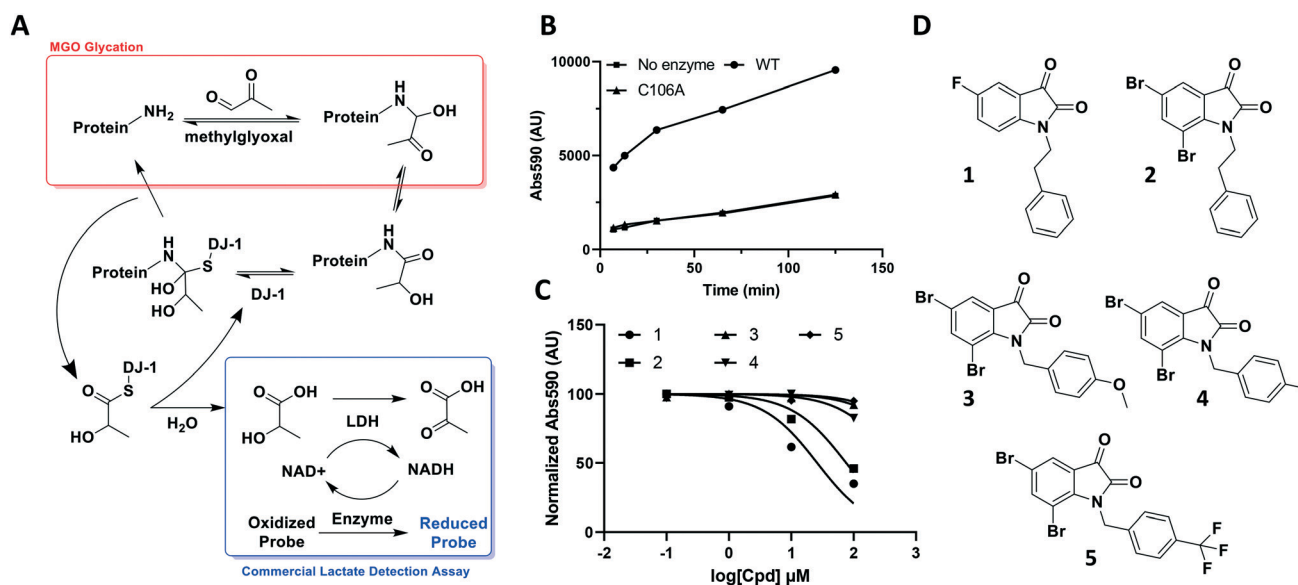 A
MGO Glycation
O
O
NH2
Protein
methylglyoxal
H
N
OH
Protein
O
H
N
DJ-1
S
Protein
HO
HO
DJ-1
H
N
O
Protein
OH
DJ-1
O
S
OH
H2O
O
OH
HO
LDH
O
OH
O
NAD+
NADH
Oxidized
Probe
Enzyme
Reduced
Probe
Commercial Lactate Detection Assay
B
No enzyme
WT
C106A
10000
5000
0
Abs590 (AU)
0
50
100
150
Time (min)
C
1
3
5
2
4
150
100
50
0
Normalized Abs590 (AU)
-2
-1
0
1
2
3
log[Cpd] μM
D
F
O
O
N
1
Br
O
O
N
Br
2
Br
O
O
N
Br
O
3
Br
O
O
N
Br
4
Br
O
O
N
Br
F
F
F
5